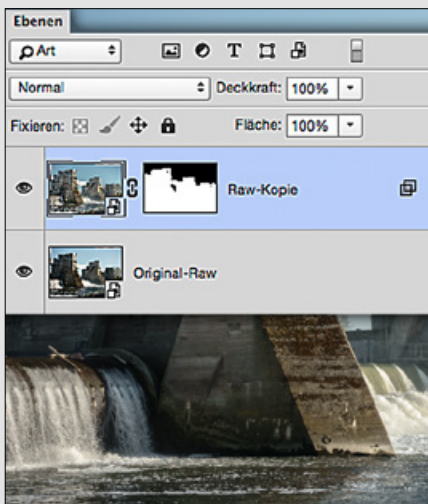 Ebenen
Art
Normal Deckkraft: 100%
Fixieren: Fläche: 100%
Raw-Kopie
Original-Raw